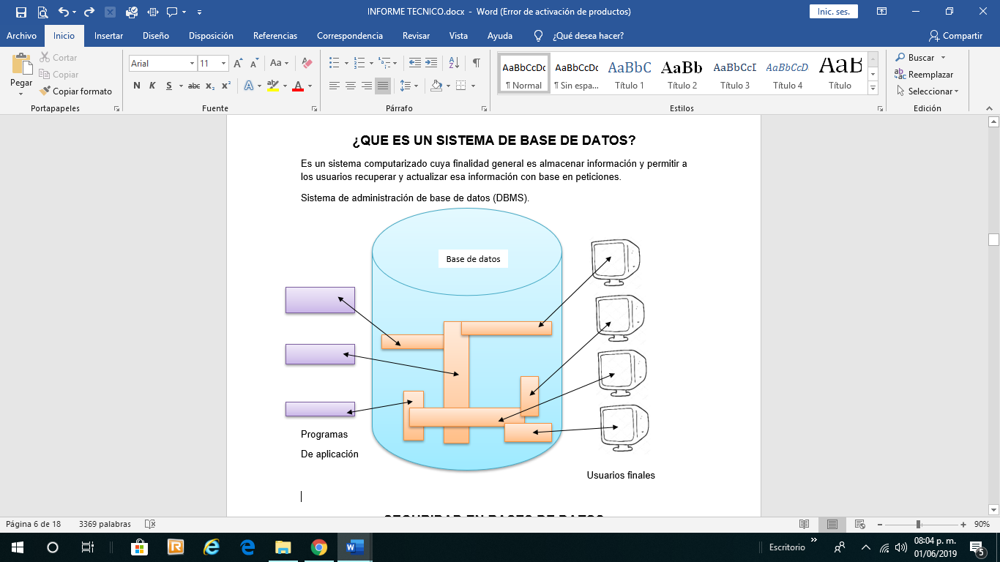 INFORME TECNICO.docx - Word (Error de activación de productos)
Inic. ses.
Archivo Inicio Insertar Diseño Disposición Referencias Correspondencia Revisar Vista Ayuda ¿Qué desea hacer? Compartir
Pegar
Cortar
Copiar
Copiar formato
Portapapeles
Arial 11
N K S abc x₂ x²
Fuente
Párrafo
AaBbCcDc AaBbCcDc AaBbC AaBb AaBbCcI AaBbCcD AaB
¶ Normal ¶ Sin espa... Título 1 Título 2 Título 3 Título 4 Título
Estilos
Buscar
Reemplazar
Seleccionar
Edición
¿QUE ES UN SISTEMA DE BASE DE DATOS?
Es un sistema computarizado cuya finalidad general es almacenar información y permitir a
los usuarios recuperar y actualizar esa información con base en peticiones.
Sistema de administración de base de datos (DBMS).
Base de datos
Programas
De aplicación
Usuarios finales
SEGURIDAD EN BASES DE DATOS
Página 6 de 18 3369 palabras 90%
Escritorio
08:04 p. m.
01/06/2019
5